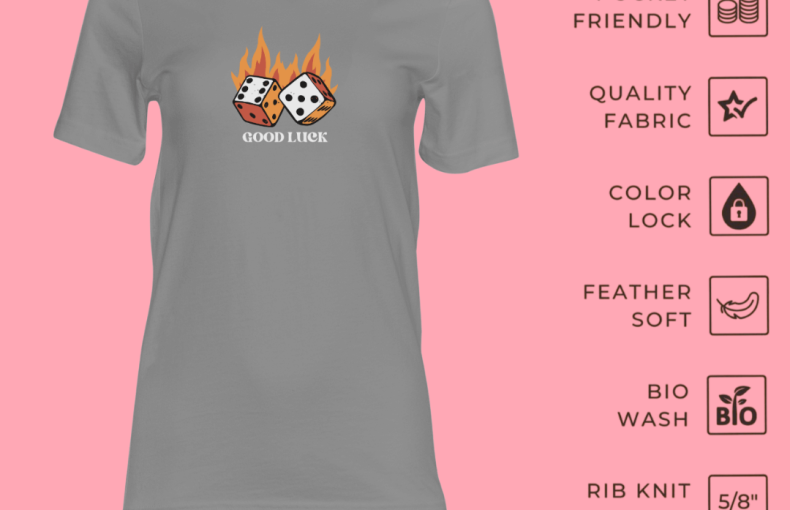 GOOD LUCK
FRIENDLY
QUALITY
FABRIC
COLOR
LOCK
FEATHER
SOFT
BIO
WASH
BIO
RIB KNIT
5/8"